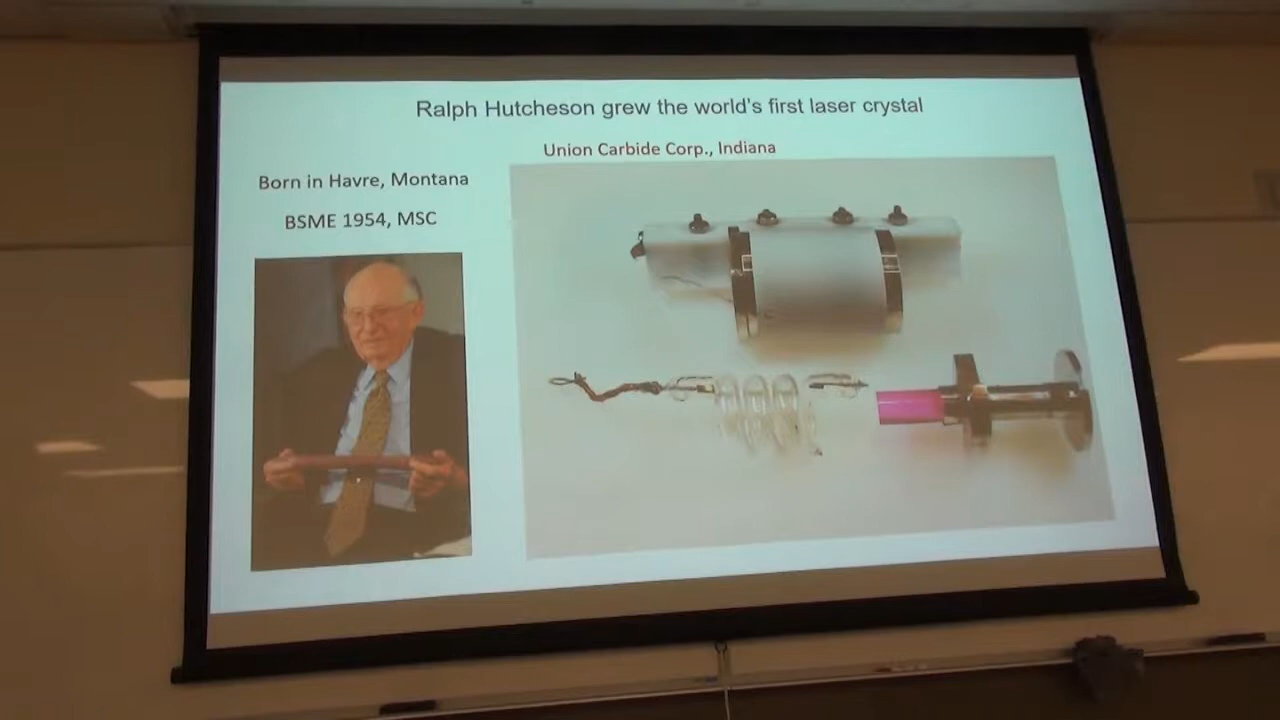 Ralph Hutcheson grew the world's first laser crystal
Union Carbide Corp., Indiana
Born in Havre, Montana
BSME 1954, MSC